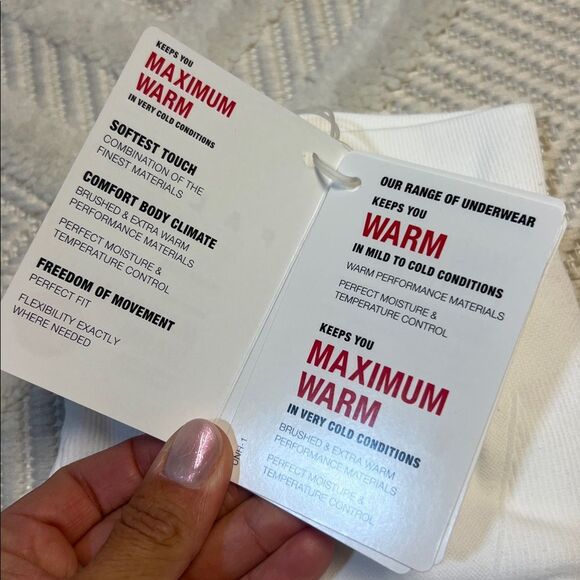 KEEPS YOU
MAXIMUM
WARM
IN VERY COLD CONDITIONS
SOFTEST TOUCH
COMBINATION OF THE
FINEST MATERIALS
COMFORT BODY CLIMATE
BRUSHED & EXTRA WARM
PERFORMANCE MATERIALS
PERFECT MOISTURE &
TEMPERATURE CONTROL
FREEDOM OF MOVEMENT
PERFECT FIT
FLEXIBILITY EXACTLY
WHERE NEEDED
OUR RANGE OF UNDERWEAR
KEEPS YOU
WARM
IN MILD TO COLD CONDITIONS
WARM PERFORMANCE MATERIALS
PERFECT MOISTURE &
TEMPERATURE CONTROL
KEEPS YOU
MAXIMUM
WARM
IN VERY COLD CONDITIONS
BRUSHED & EXTRA WARM
PERFORMANCE MATERIALS
PERFECT MOISTURE &
TEMPERATURE CONTROL